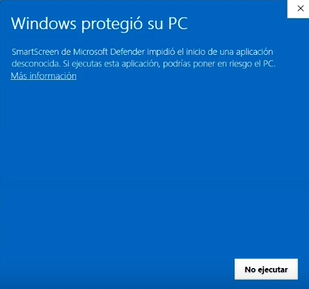 Windows protegió su PC
SmartScreen de Microsoft Defender impidió el inicio de una aplicación
desconocida. Si ejecutas esta aplicación, podrías poner en riesgo el PC.
Más información
No ejecutar